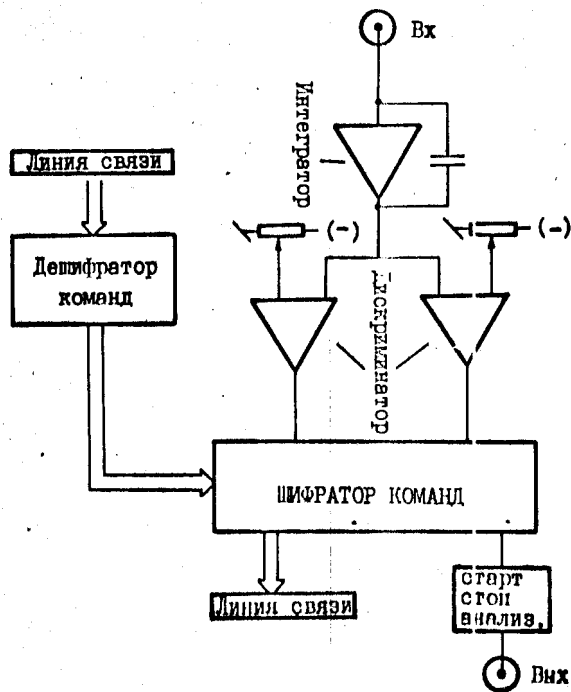 Вх
Интегратор
Линия связи
(-)
(-)
Дешифратор
команд
Дискриминатор
ШИФРАТОР КОМАНД
старт
стоп
анализ.
Линия связи
Вых